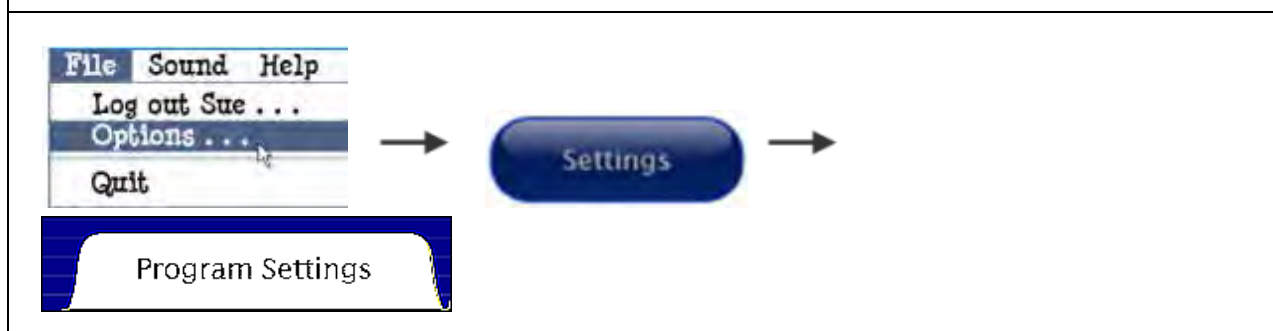 File Sound Help
Log out Sue . . .
Options . . .
Quit
Settings
Program Settings